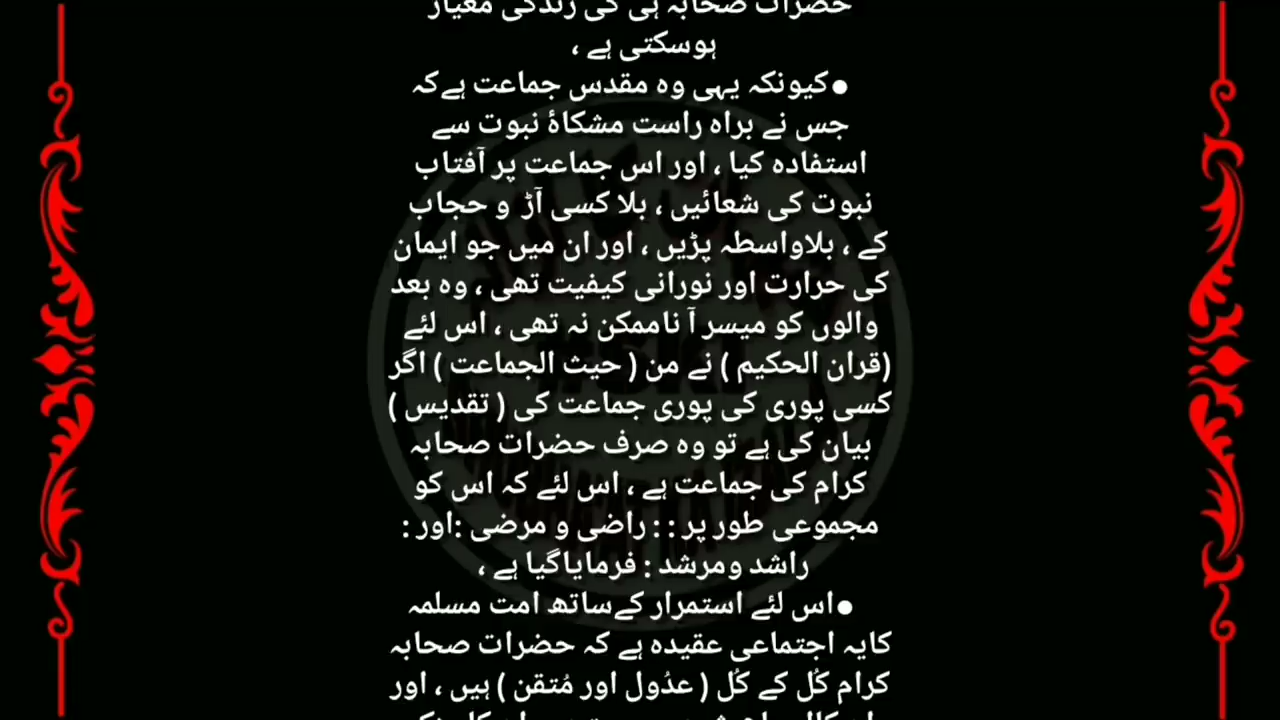 حضرات صحابہ ہی کی زندگی معیار
ہوسکتی ہے ،
●کیونکہ یہی وہ مقدس جماعت ہےکہ
جس نے براہ راست مشکاۂ نبوت سے
استفادہ کیا ، اور اس جماعت پر آفتاب
نبوت کی شعائیں ، بلا کسی آڑ و حجاب
کے ، بلاواسطہ پڑیں ، اور ان میں جو ایمان
کی حرارت اور نورانی کیفیت تھی ، وہ بعد
والوں کو میسر آ ناممکن نہ تھی ، اس لئے
(قران الحکیم ) نے من ( حیث الجماعت ) اگر
کسی پوری کی پوری جماعت کی ( تقدیس )
بیان کی ہے تو وہ صرف حضرات صحابہ
کرام کی جماعت ہے ، اس لئے کہ اس کو
مجموعی طور پر : : راضی و مرضی :اور :
راشد ومرشد : فرمایاگیا ہے ،
●اس لئے استمرار کےساتھ امت مسلمہ
کایہ اجتماعی عقیدہ ہے کہ حضرات صحابہ
کرام کُل کے کُل ( عدُول اور مُتقن ) ہیں ، اور